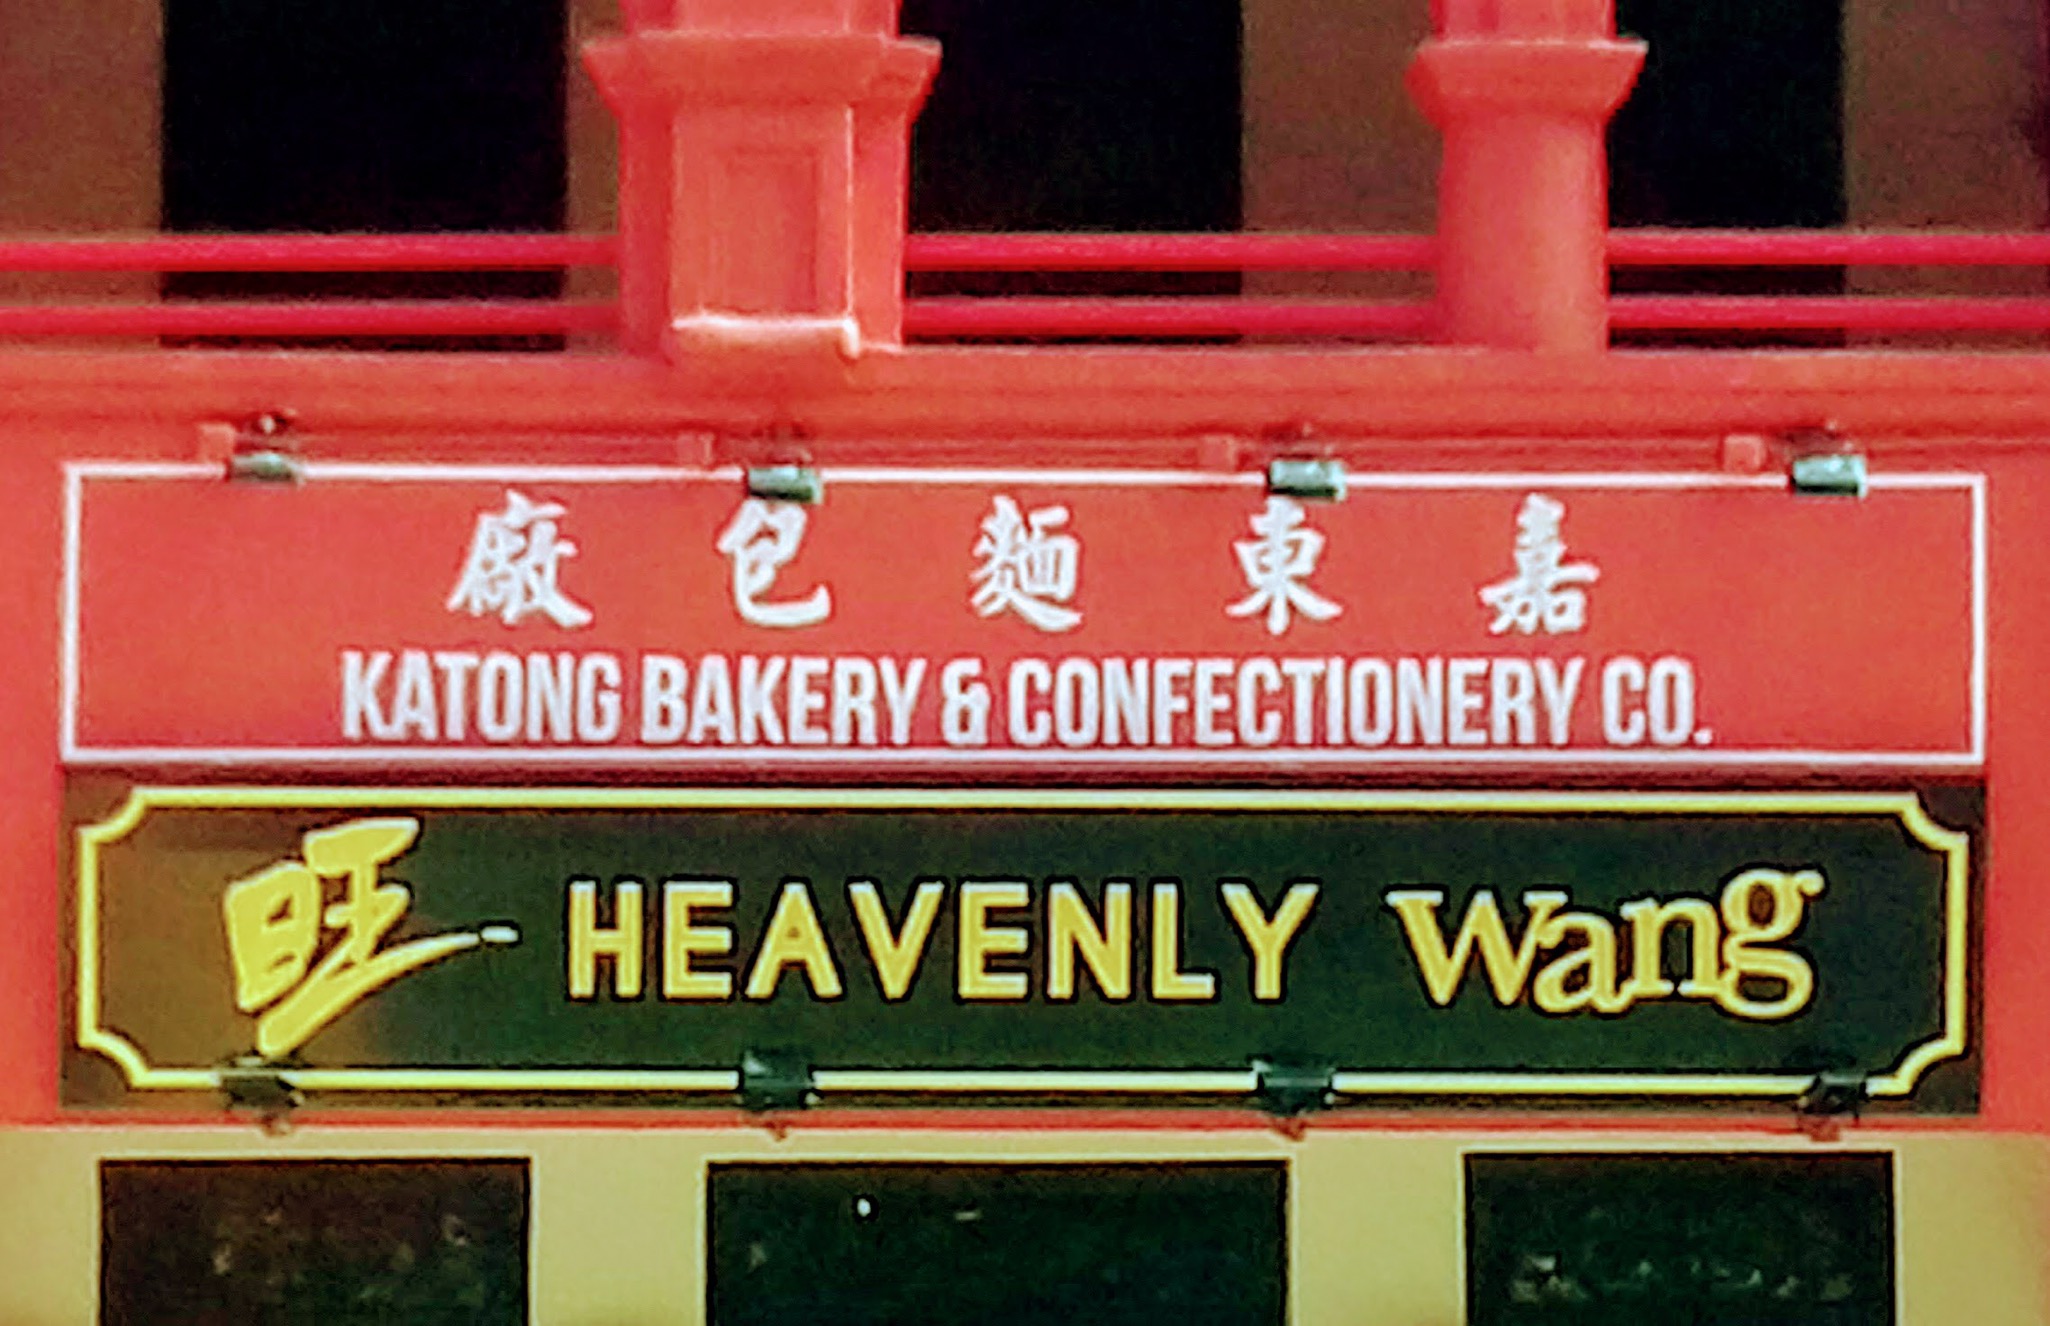 嘉東麵包廠
KATONG BAKERY & CONFECTIONERY CO.
旺 HEAVENLY Wang